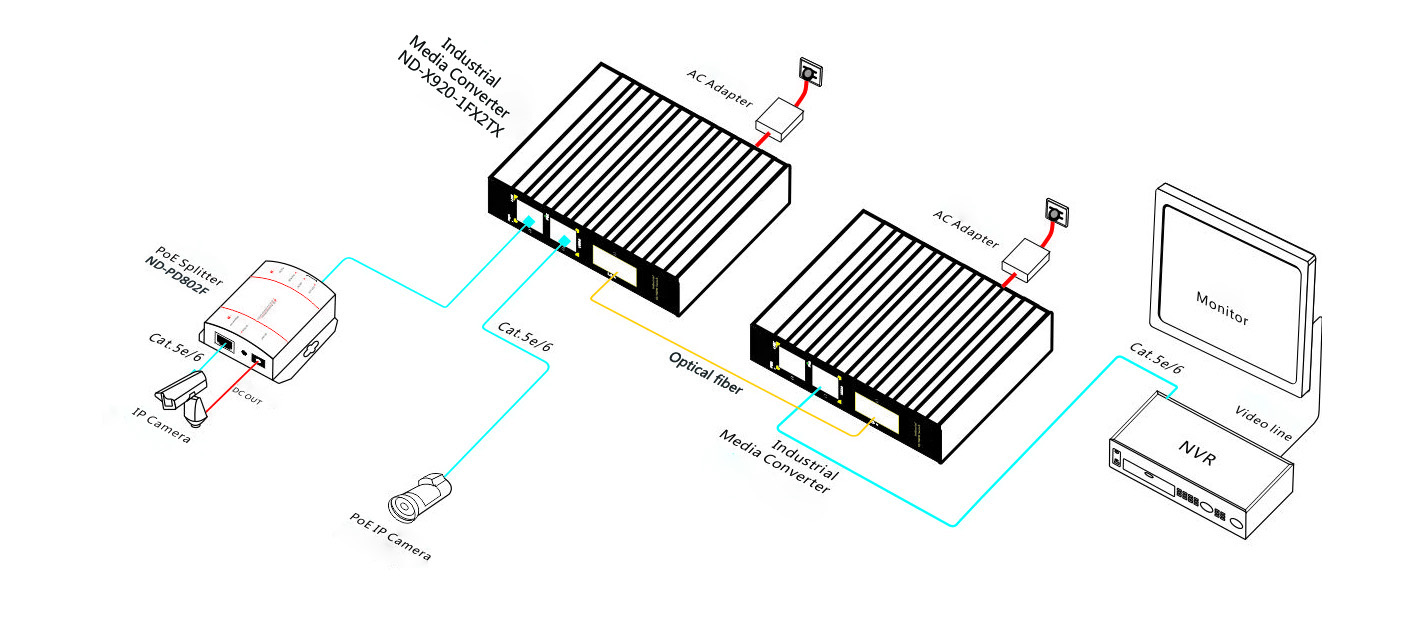 Industrial
Media Converter
ND-X920-1FX2TX
AC Adapter
AC Adapter
PoE Splitter
ND-PD802F
Cat.5e/6
DC OUT
IP Camera
Cat.5e/6
PoE IP Camera
Optical fiber
Industrial
Media Converter
Monitor
Cat.5e/6
Video line
NVR